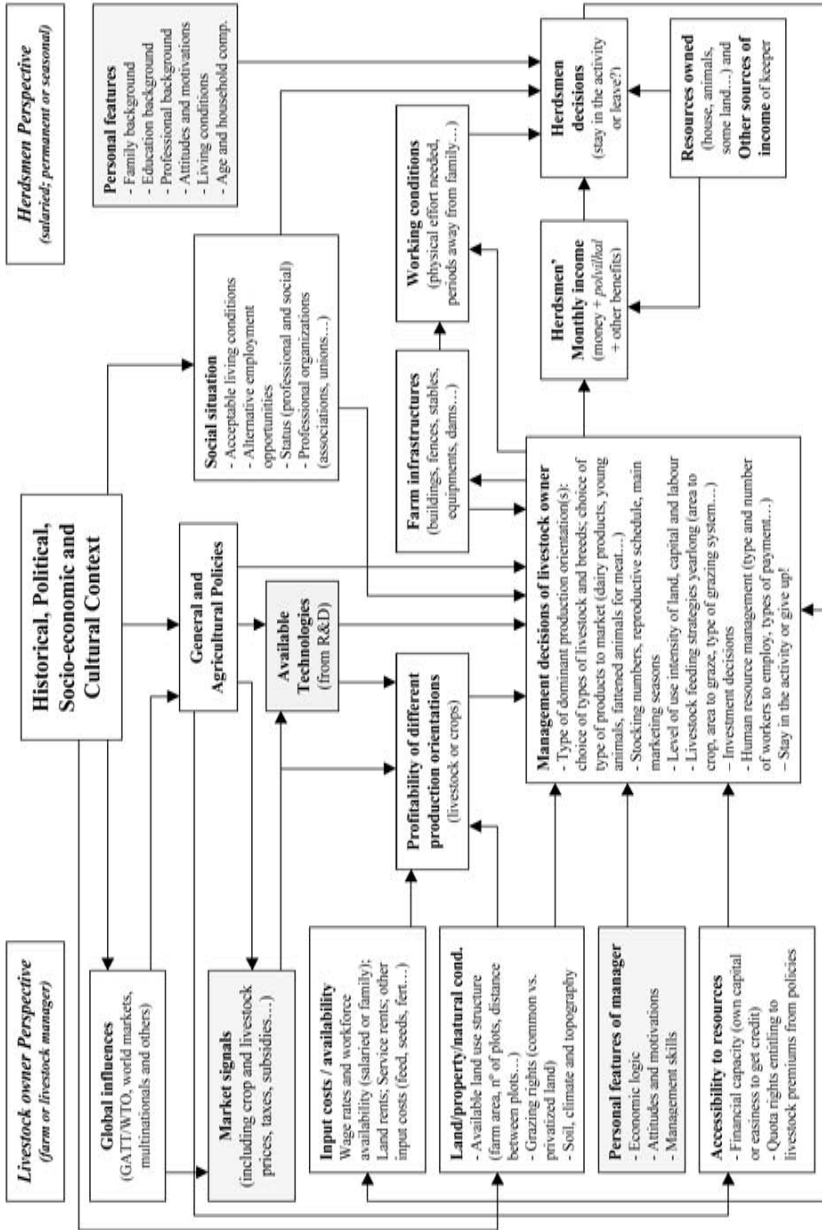 Livestock owner Perspective
(farm or livestock manager)
Historical, Political,
Socio-economic and
Cultural Context
Herdsmen Perspective
(salaried; permanent or seasonal)
Global influences
(GATT/WTO, world markets,
multinationals and others)
General and
Agricultural Policies
Social situation
- Acceptable living conditions
- Alternative employment
opportunities
- Status (professional and social)
- Professional organizations
(associations, unions…)
Personal features
- Family background
- Education background
- Professional background
- Attitudes and motivations
- Living conditions
- Age and household comp.
Market signals
(including crop and livestock
prices, taxes, subsidies…)
Available
Technologies
(from R&D)
Input costs / availability
Wage rates and workforce
availability (salaried or family);
Land rents; Service rents; other
input costs (feed, seeds, fert…)
Profitability of different
production orientations
(livestock or crops)
Farm infrastructures
(buildings, fences, stables,
equipments, dams…)
Working conditions
(physical effort needed,
periods away from family…)
Land/property/natural cond.
- Available land use structure
(farm area, nº of plots, distance
between plots…)
- Grazing rights (common vs.
privatized land)
- Soil, climate and topography
Management decisions of livestock owner
- Type of dominant production orientation(s):
choice of types of livestock and breeds; choice of
type of products to market (dairy products, young
animals, fattened animals for meat…)
- Stocking numbers, reproductive schedule, main
marketing seasons
- Level of use intensity of land, capital and labour
- Livestock feeding strategies yearlong (area to
crop, area to graze, type of grazing system…)
– Investment decisions
- Human resource management (type and number
of workers to employ, types of payment…)
– Stay in the activity or give up!
Herdsmen'
Monthly income
(money + polvilhal
+ other benefits)
Herdsmen
decisions
(stay in the activity
or leave?)
Personal features of manager
- Economic logic
- Attitudes and motivations
- Management skills
Accessibility to resources
- Financial capacity (own capital
or easiness to get credit)
- Quota rights entitling to
livestock premiums from policies
Resources owned
(house, animals,
some land…) and
Other sources of
income of keeper